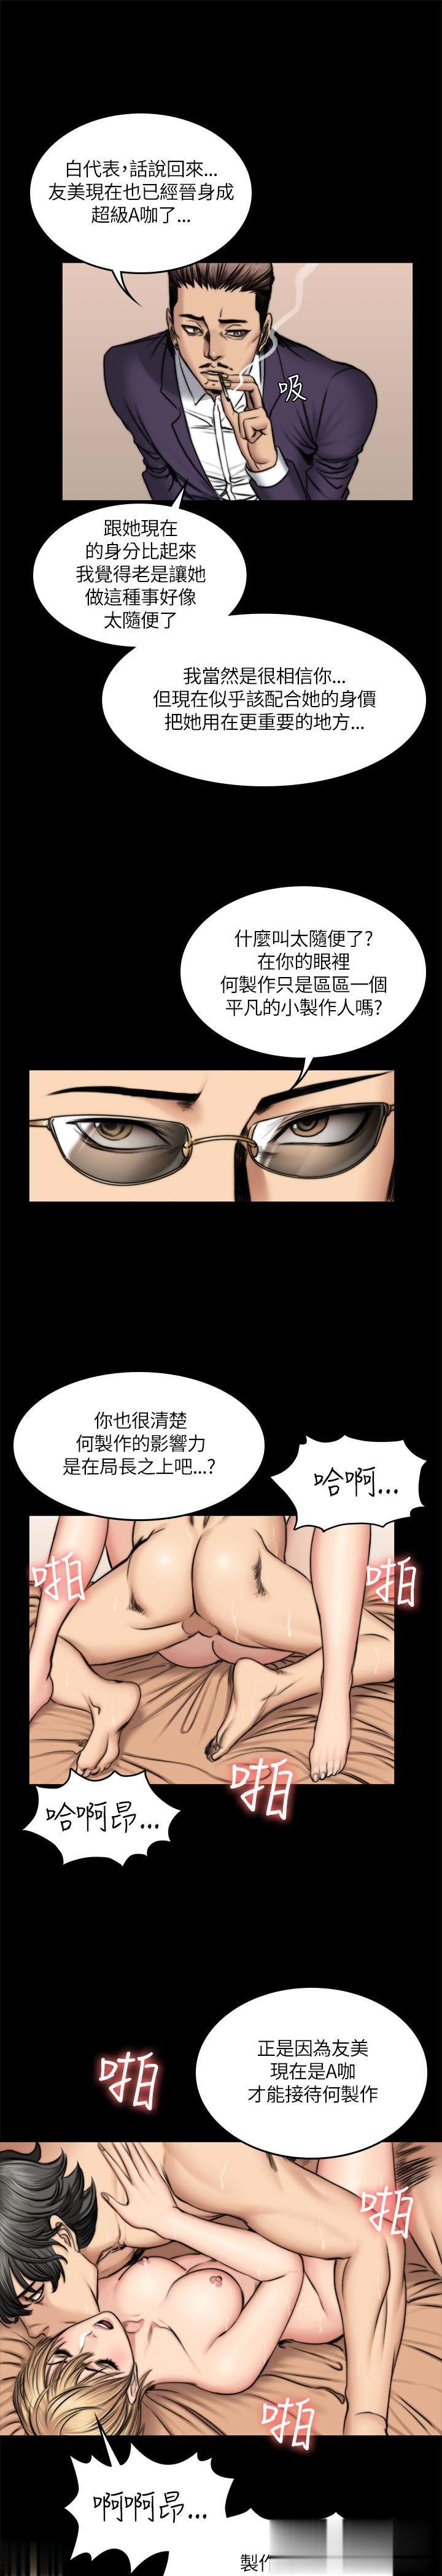 白代表,話說回來...
友美現在也已經晉身成
超級A咖了...
吸
跟她現在
的身分比起來
我覺得老是讓她
做這種事好像
太隨便了
我當然是很相信你...
但現在似乎該配合她的身價
把她用在更重要的地方...
什麼叫太隨便了?
在你的眼裡
何製作只是區區一個
平凡的小製作人嗎?
你也很清楚
何製作的影響力
是在局長之上吧...?
哈啊...
啪
啪
啪
哈啊昂...
正是因為友美
現在是A咖
才能接待何製作
啪
啪
啪
啊啊昂...
製作